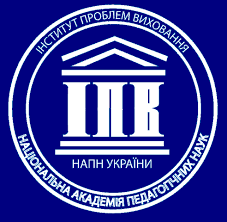 ІНСТИТУТ ПРОБЛЕМ ВИХОВАННЯ
ІПВ
НАПН УКРАЇНИ
НАЦІОНАЛЬНА АКАДЕМІЯ ПЕДАГОГІЧНИХ НАУК